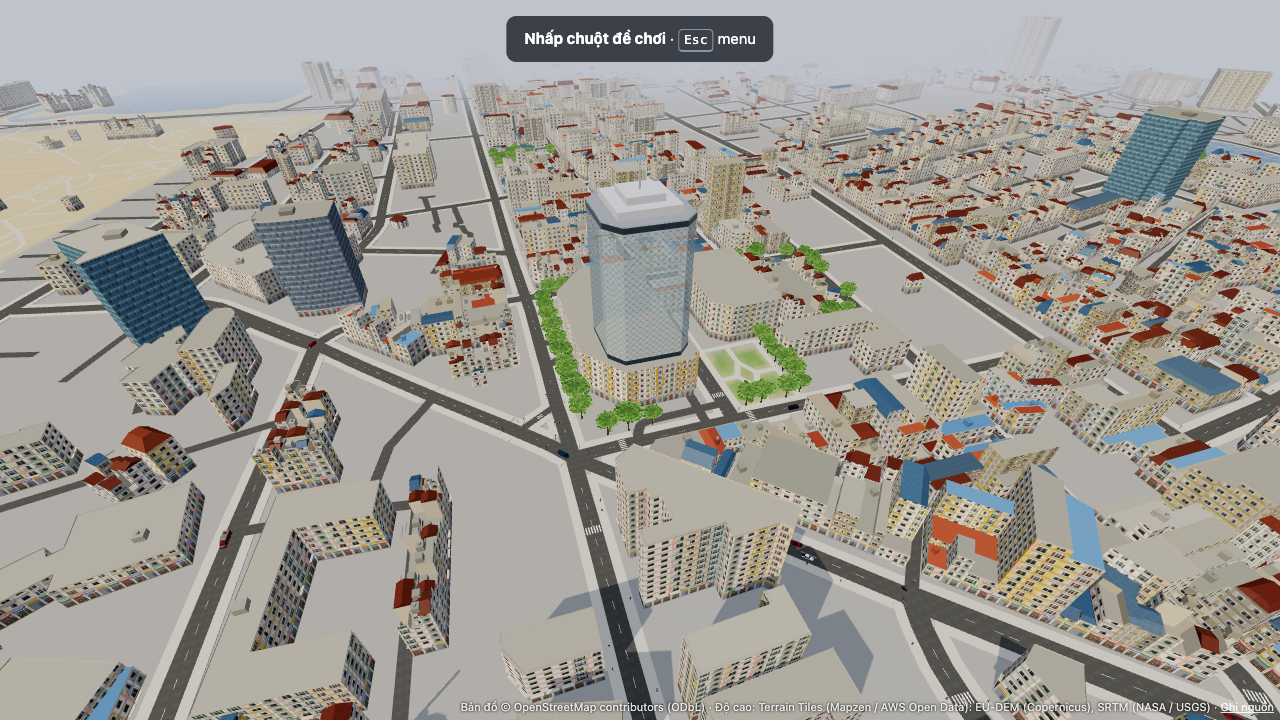 Nhấp chuột để chơi · Esc menu
Bản đồ © OpenStreetMap contributors (ODbL) · Độ cao: Terrain Tiles (Mapzen / AWS Open Data): EU-DEM (Copernicus), SRTM (NASA / USGS) · Ghi nguồn